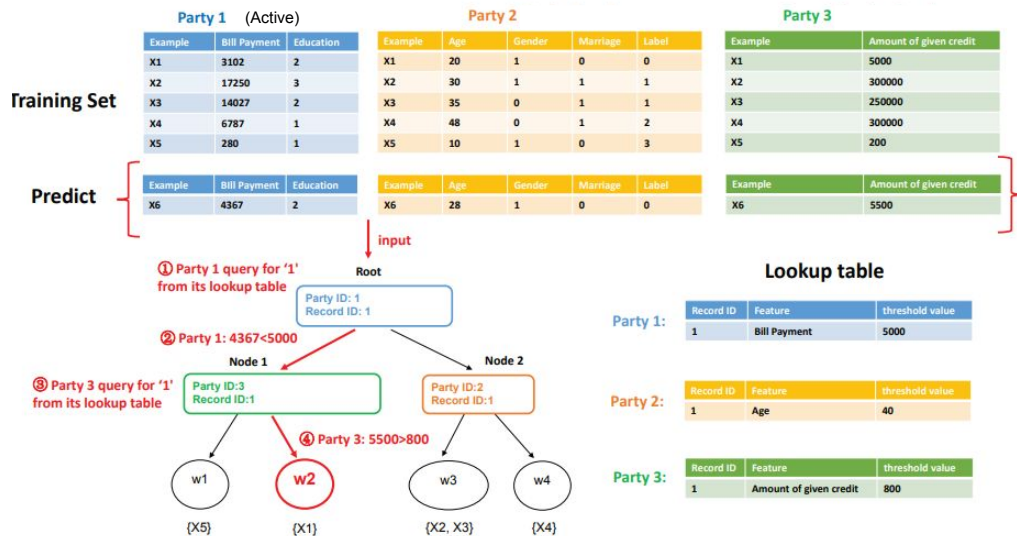 Party 1 (Active) Party 2 Party 3
Example Bill Payment Education Example Age Gender Marriage Label Example Amount of given credit
X1 3102 2 X1 20 1 0 0 X1 5000
X2 17250 3 X2 30 1 1 1 X2 300000
Training Set X3 14027 2 X3 35 0 1 1 X3 250000
X4 6787 1 X4 48 0 1 2 X4 300000
X5 280 1 X5 10 1 0 3 X5 200
Predict Example Bill Payment Education Example Age Gender Marriage Label Example Amount of given credit
X6 4367 2 X6 28 1 0 0 X6 5500
input
① Party 1 query for ‘1'
from its lookup table
Root
Party ID: 1
Record ID: 1
② Party 1: 4367<5000
Node 1
Node 2
③ Party 3 query for ‘1'
from its lookup table
Party ID:3
Record ID:1
Party ID:2
Record ID:1
④ Party 3: 5500>800
w1 w2 w3 w4
{X5} {X1} {X2, X3} {X4}
Lookup table
Party 1: Record ID Feature threshold value
1 Bill Payment 5000
Party 2: Record ID Feature threshold value
1 Age 40
Party 3: Record ID Feature threshold value
1 Amount of given credit 800